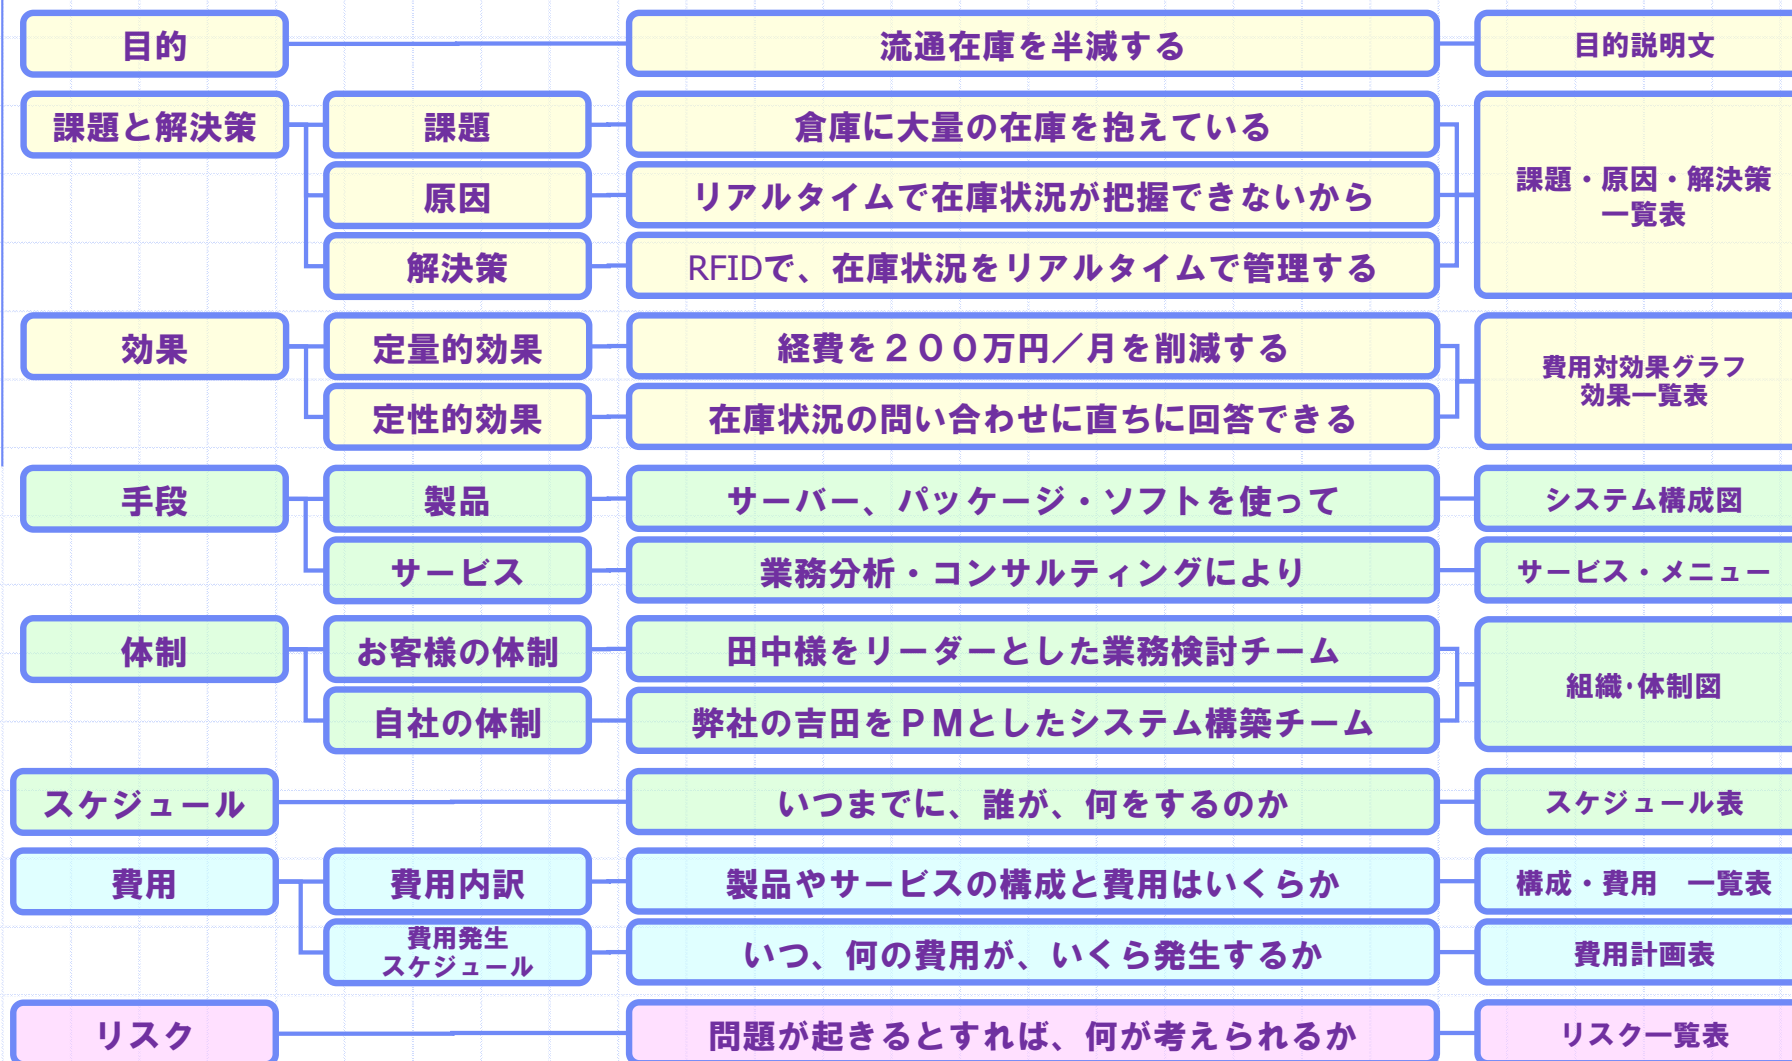 目的
流通在庫を半減する
目的説明文
課題と解決策
課題
倉庫に大量の在庫を抱えている
原因
リアルタイムで在庫状況が把握できないから
解決策
RFIDで、在庫状況をリアルタイムで管理する
課題・原因・解決策
一覧表
効果
定量的効果
経費を２００万円／月を削減する
定性的効果
在庫状況の問い合わせに直ちに回答できる
費用対効果グラフ
効果一覧表
手段
製品
サーバー、パッケージ・ソフトを使って
システム構成図
サービス
業務分析・コンサルティングにより
サービス・メニュー
体制
お客様の体制
田中様をリーダーとした業務検討チーム
自社の体制
弊社の吉田をＰＭとしたシステム構築チーム
組織･体制図
スケジュール
いつまでに、誰が、何をするのか
スケジュール表
費用
費用内訳
製品やサービスの構成と費用はいくらか
構成・費用　一覧表
費用発生
スケジュール
いつ、何の費用が、いくら発生するか
費用計画表
リスク
問題が起きるとすれば、何が考えられるか
リスク一覧表